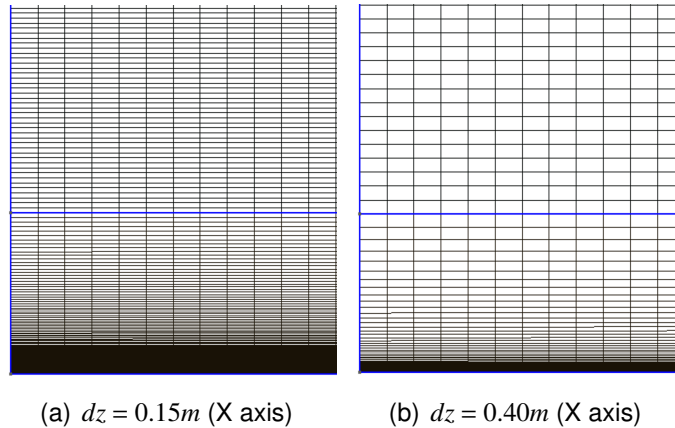 (a) dz = 0.15m (X axis)
(b) dz = 0.40m (X axis)